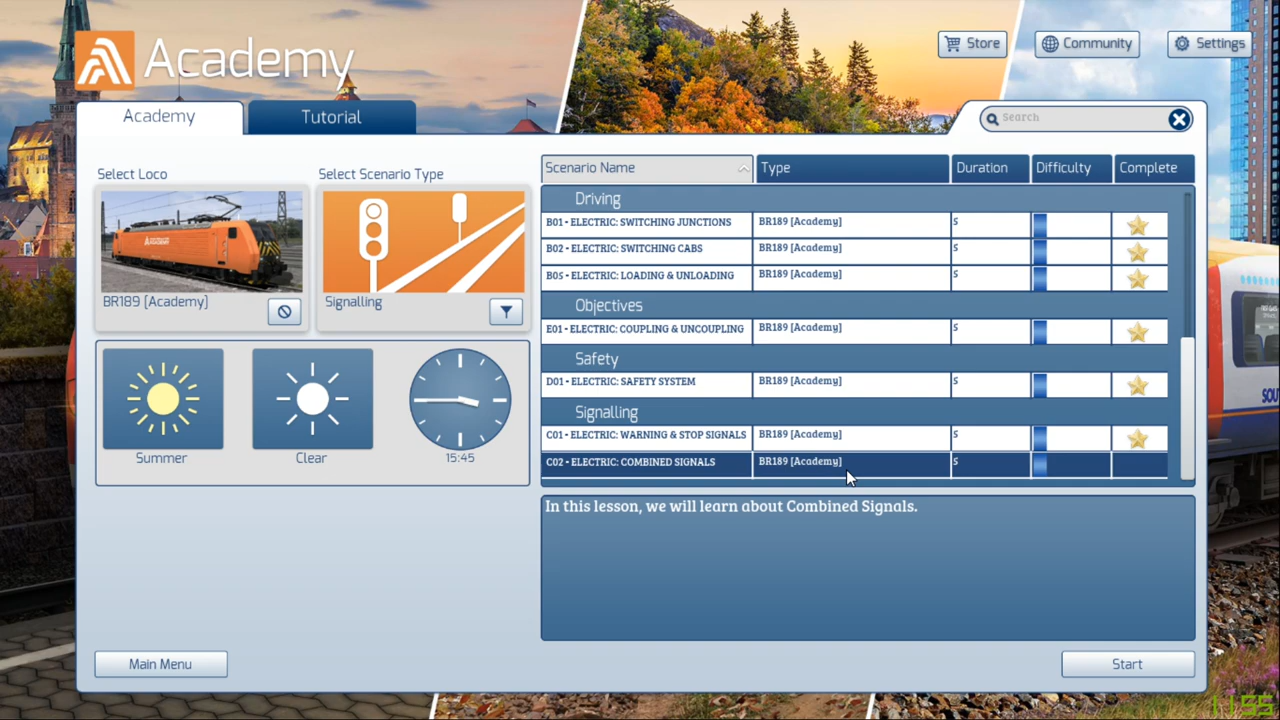 Academy
Store
Community
Settings
Academy
Tutorial
Search
Select Loco
Select Scenario Type
BR189 [Academy]
Signalling
Summer
Clear
15:45
Scenario Name
Type
Duration
Difficulty
Complete
Driving
B01 - ELECTRIC: SWITCHING JUNCTIONS BR189 [Academy] 5
B02 - ELECTRIC: SWITCHING CABS BR189 [Academy] 5
B05 - ELECTRIC: LOADING & UNLOADING BR189 [Academy] 5
Objectives
E01 - ELECTRIC: COUPLING & UNCOUPLING BR189 [Academy] 5
Safety
D01 - ELECTRIC: SAFETY SYSTEM BR189 [Academy] 5
Signalling
C01 - ELECTRIC: WARNING & STOP SIGNALS BR189 [Academy] 5
C02 - ELECTRIC: COMBINED SIGNALS BR189 [Academy] 5
In this lesson, we will learn about Combined Signals.
Main Menu
Start